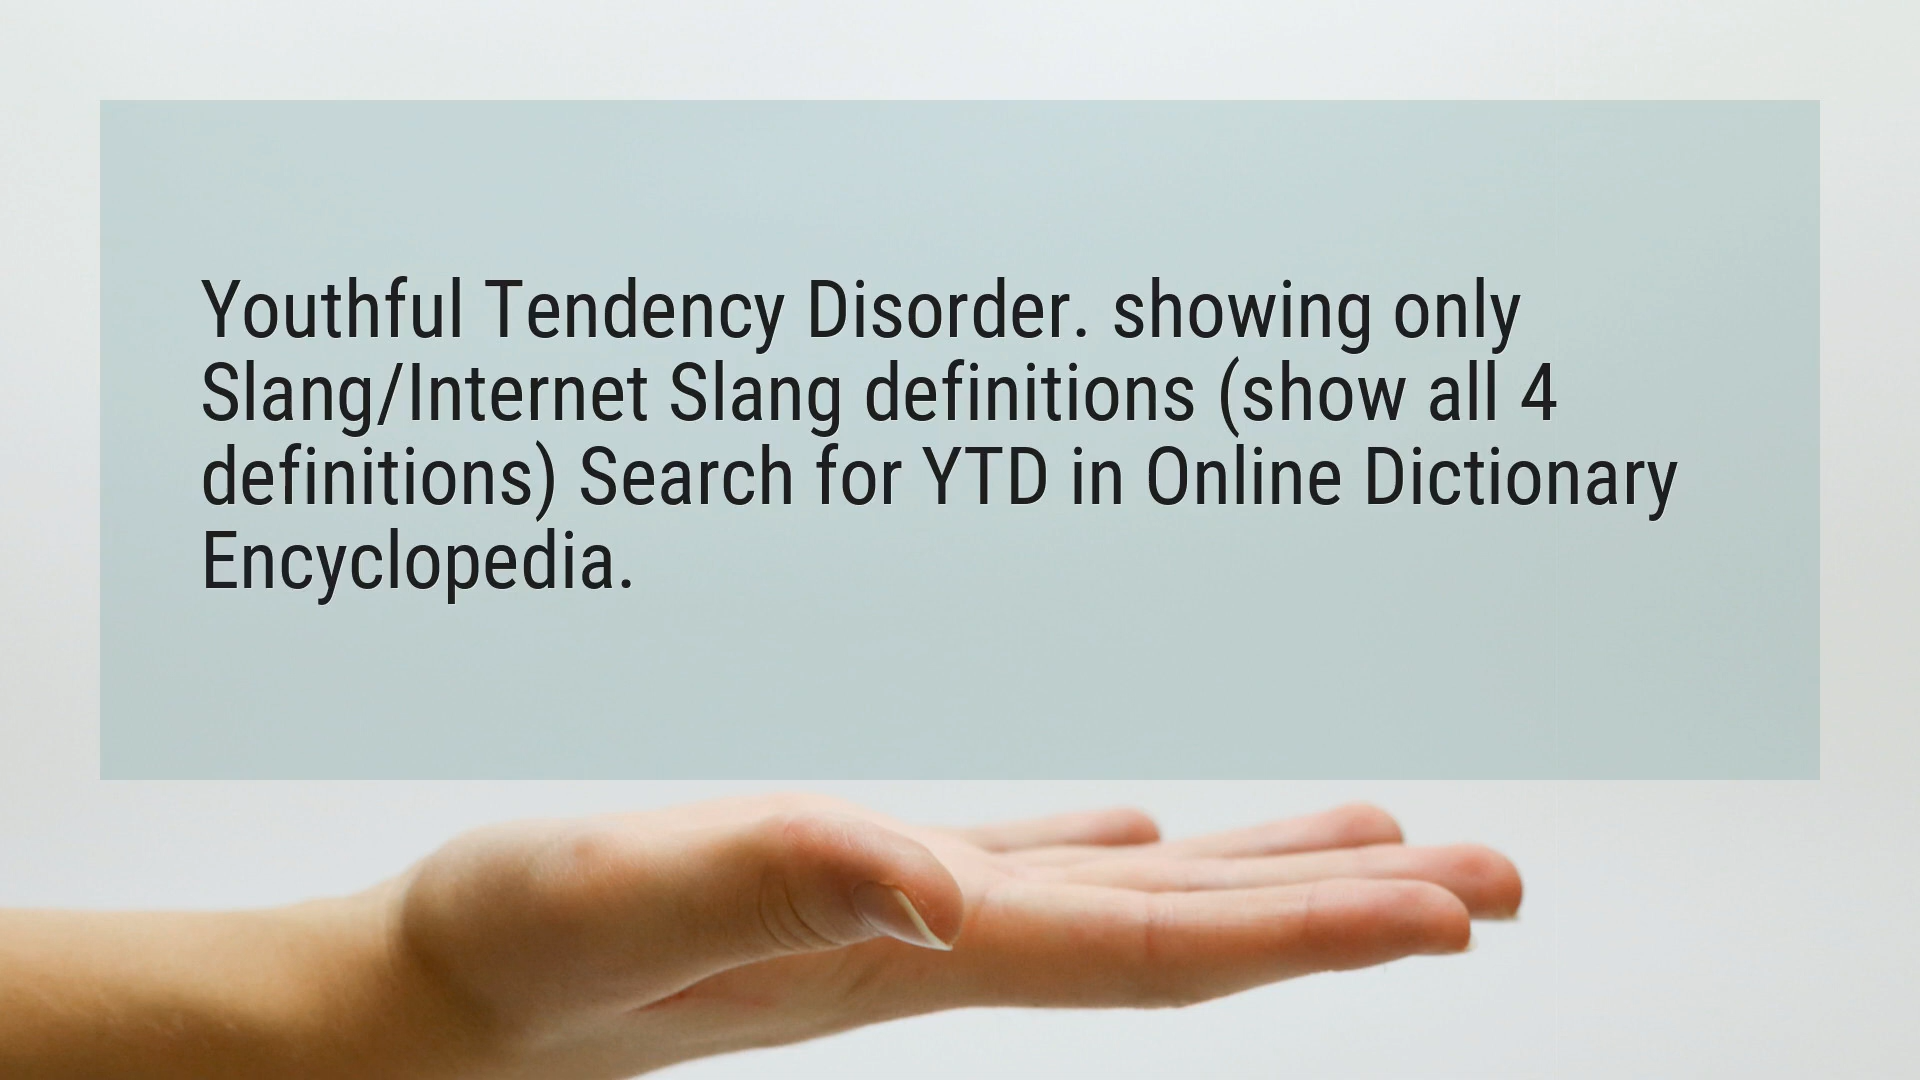 Youthful Tendency Disorder. showing only
Slang/Internet Slang definitions (show all 4
definitions) Search for YTD in Online Dictionary
Encyclopedia.